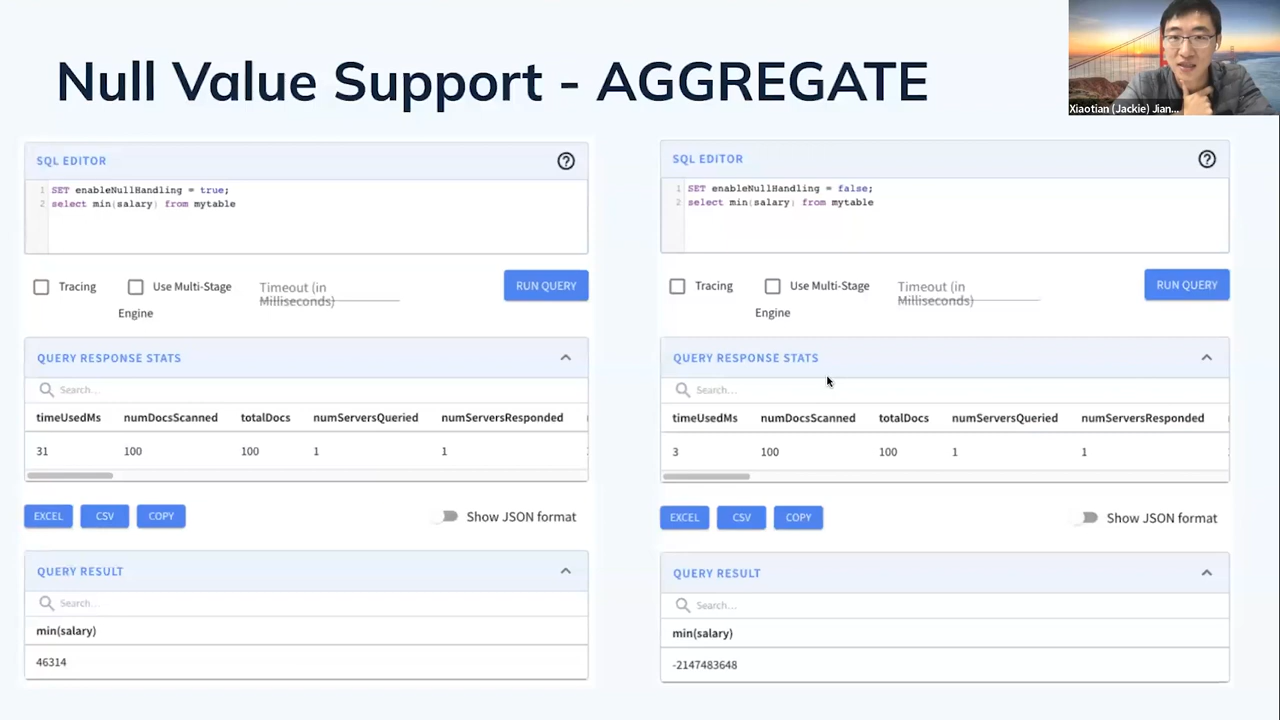 Null Value Support - AGGREGATE
Xiaotian (Jackie) Jian...
SQL EDITOR
1 SET enableNullHandling = true;
2 select min(salary) from mytable
Tracing
Use Multi-Stage Engine
Timeout (in Milliseconds)
RUN QUERY
QUERY RESPONSE STATS
Search...
timeUsedMs numDocsScanned totalDocs numServersQueried numServersResponded
31 100 100 1 1
EXCEL CSV COPY
Show JSON format
QUERY RESULT
Search...
min(salary)
46314
SQL EDITOR
1 SET enableNullHandling = false;
2 select min(salary) from mytable
Tracing
Use Multi-Stage Engine
Timeout (in Milliseconds)
RUN QUERY
QUERY RESPONSE STATS
Search...
timeUsedMs numDocsScanned totalDocs numServersQueried numServersResponded
3 100 100 1 1
EXCEL CSV COPY
Show JSON format
QUERY RESULT
Search...
min(salary)
-2147483648